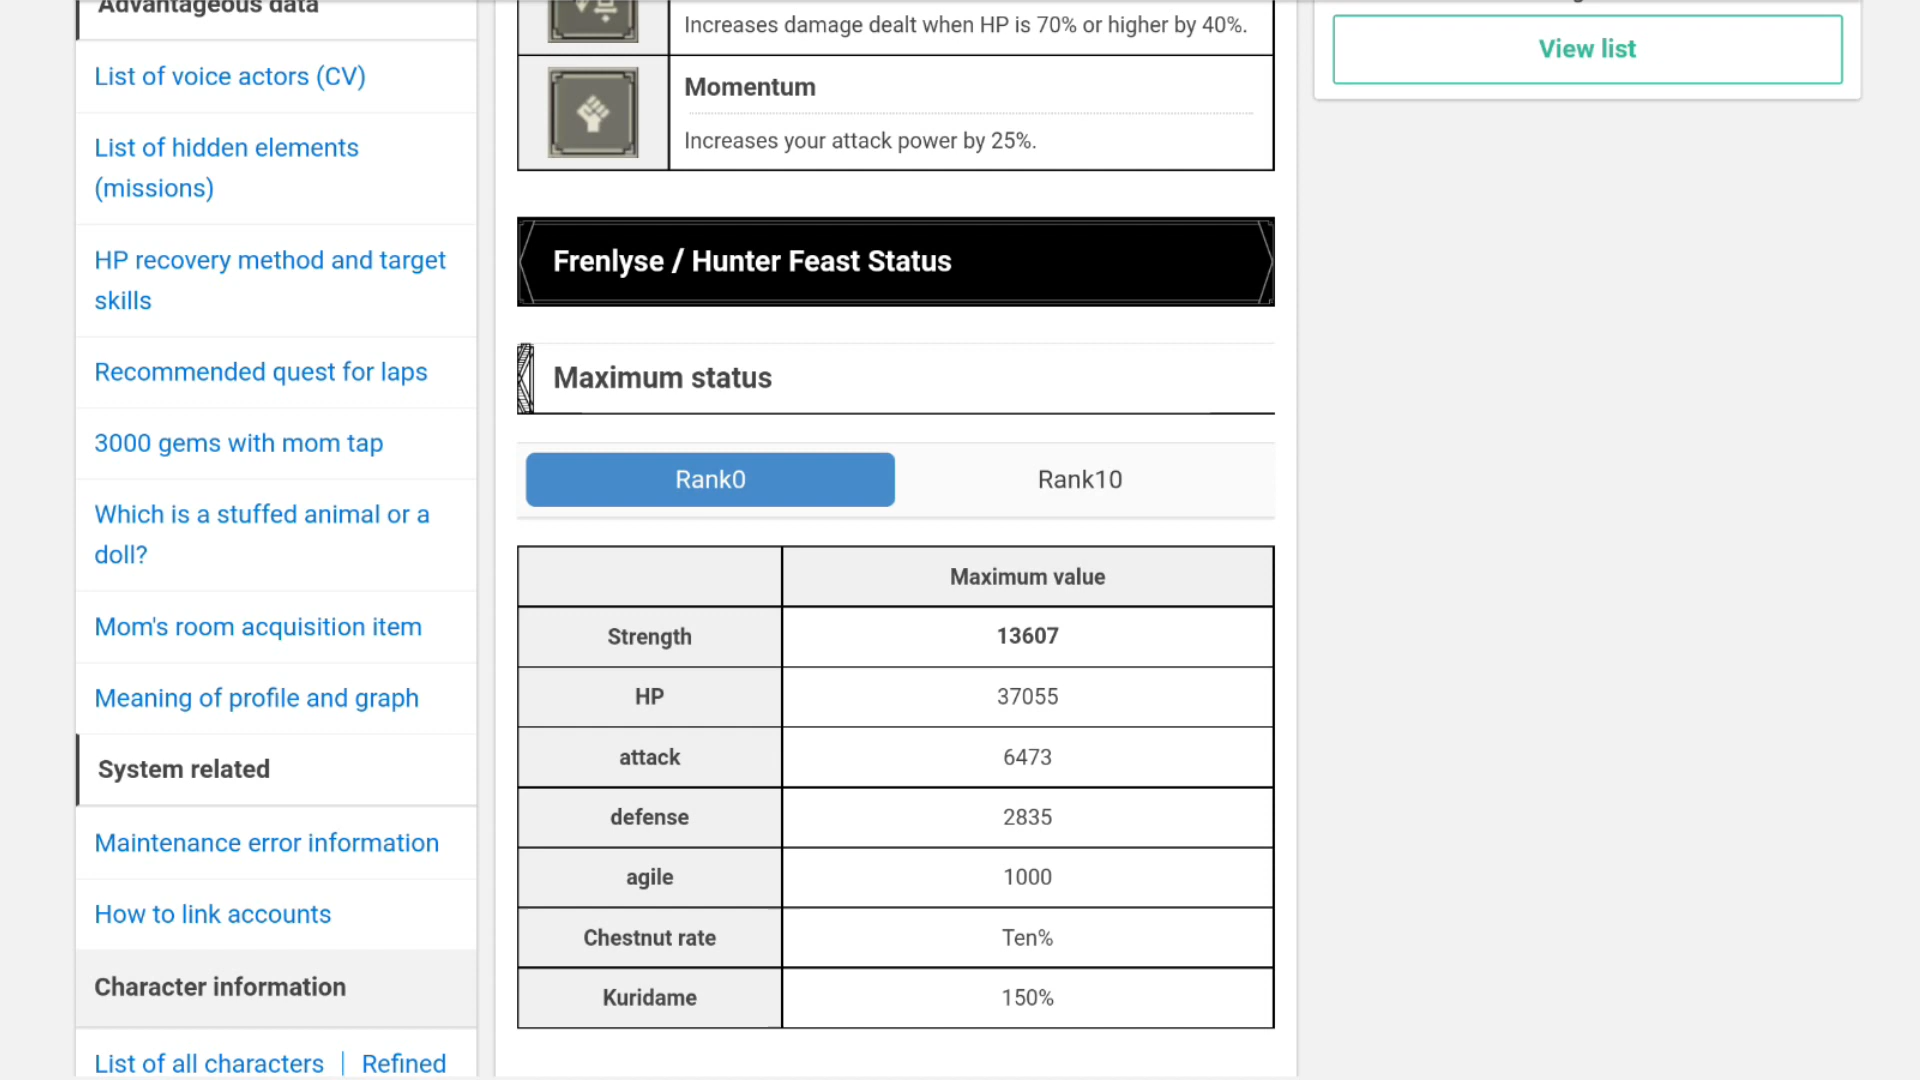 Advantageous data
List of voice actors (CV)
List of hidden elements
(missions)
HP recovery method and target
skills
Recommended quest for laps
3000 gems with mom tap
Which is a stuffed animal or a
doll?
Mom's room acquisition item
Meaning of profile and graph
System related
Maintenance error information
How to link accounts
Character information
List of all characters | Refined
Increases damage dealt when HP is 70% or higher by 40%.
Momentum
Increases your attack power by 25%.
Frenlyse / Hunter Feast Status
Maximum status
Rank0 Rank10
Maximum value
Strength 13607
HP 37055
attack 6473
defense 2835
agile 1000
Chestnut rate Ten%
Kuridame 150%
View list